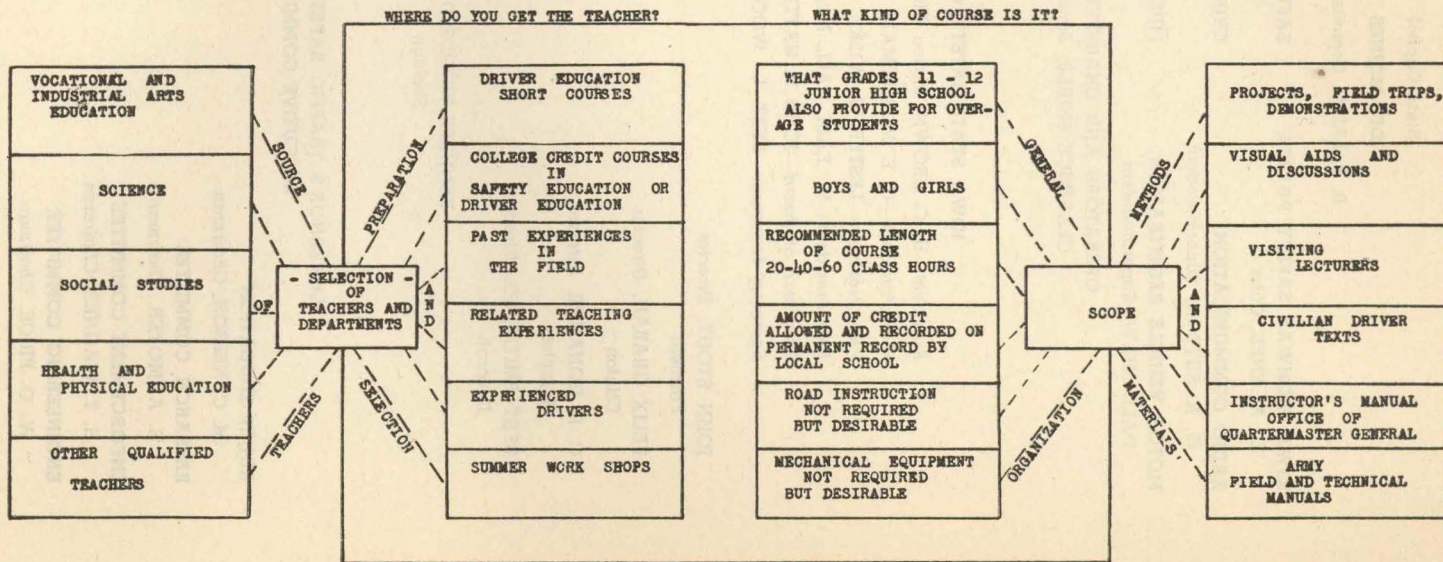 WHERE DO YOU GET THE TEACHER?
WHAT KIND OF COURSE IS IT?
VOCATIONAL AND
INDUSTRIAL ARTS
EDUCATION
SCIENCE
SOCIAL STUDIES
HEALTH AND
PHYSICAL EDUCATION
OTHER QUALIFIED
TEACHERS
SOURCE
OF
TEACHERS
- SELECTION -
OF
TEACHERS AND
DEPARTMENTS
PREPARATION
AND
SELECTION
DRIVER EDUCATION
SHORT COURSES
COLLEGE CREDIT COURSES
IN
SAFETY EDUCATION OR
DRIVER EDUCATION
PAST EXPERIENCES
IN
THE FIELD
RELATED TEACHING
EXPERIENCES
EXPERIENCED
DRIVERS
SUMMER WORK SHOPS
WHAT GRADES 11 - 12
JUNIOR HIGH SCHOOL
ALSO PROVIDE FOR OVER-
AGE STUDENTS
BOYS AND GIRLS
RECOMMENDED LENGTH
OF COURSE
20-40-60 CLASS HOURS
AMOUNT OF CREDIT
ALLOWED AND RECORDED ON
PERMANENT RECORD BY
LOCAL SCHOOL
ROAD INSTRUCTION
NOT REQUIRED
BUT DESIRABLE
MECHANICAL EQUIPMENT
NOT REQUIRED
BUT DESIRABLE
GENERAL
ORGANIZATION
SCOPE
METHODS
AND
MATERIALS
PROJECTS, FIELD TRIPS,
DEMONSTRATIONS
VISUAL AIDS AND
DISCUSSIONS
VISITING
LECTURERS
CIVILIAN DRIVER
TEXTS
INSTRUCTOR'S MANUAL
OFFICE OF
QUARTERMASTER GENERAL
ARMY
FIELD AND TECHNICAL
MANUALS